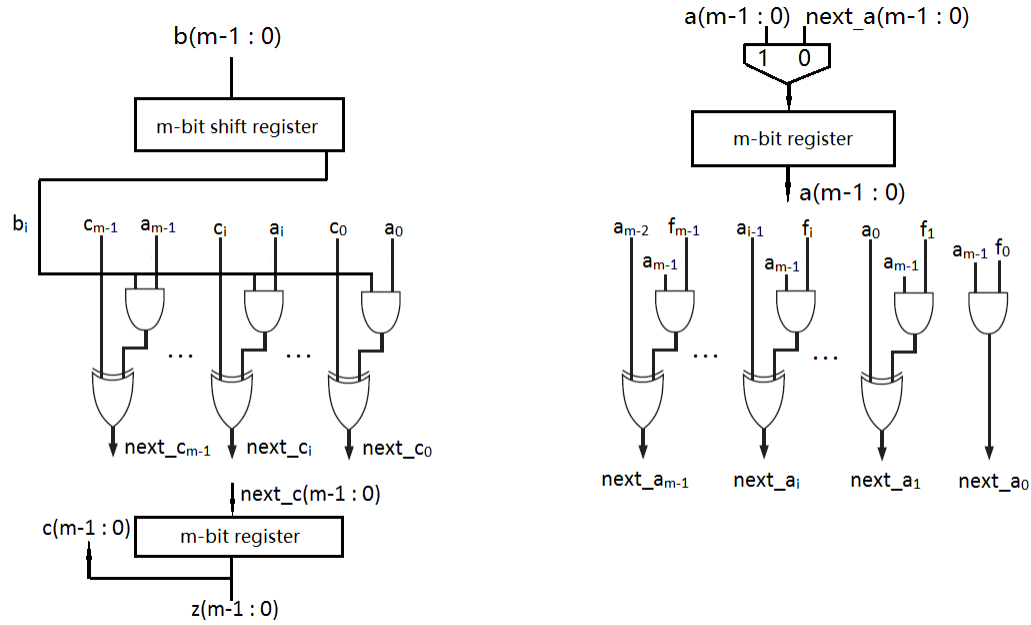 b(m-1 : 0)
m-bit shift register
bi
cm-1 am-1 ci ai c0 a0
... ...
next_cm-1 next_ci next_c0
next_c(m-1 : 0)
c(m-1 : 0)
m-bit register
z(m-1 : 0)
a(m-1 : 0) next_a(m-1 : 0)
1 0
m-bit register
a(m-1 : 0)
am-2 fm-1 ai-1 fi a0 f1
am-1 am-1 am-1 am-1 f0
... ...
next_am-1 next_ai next_a1 next_a0